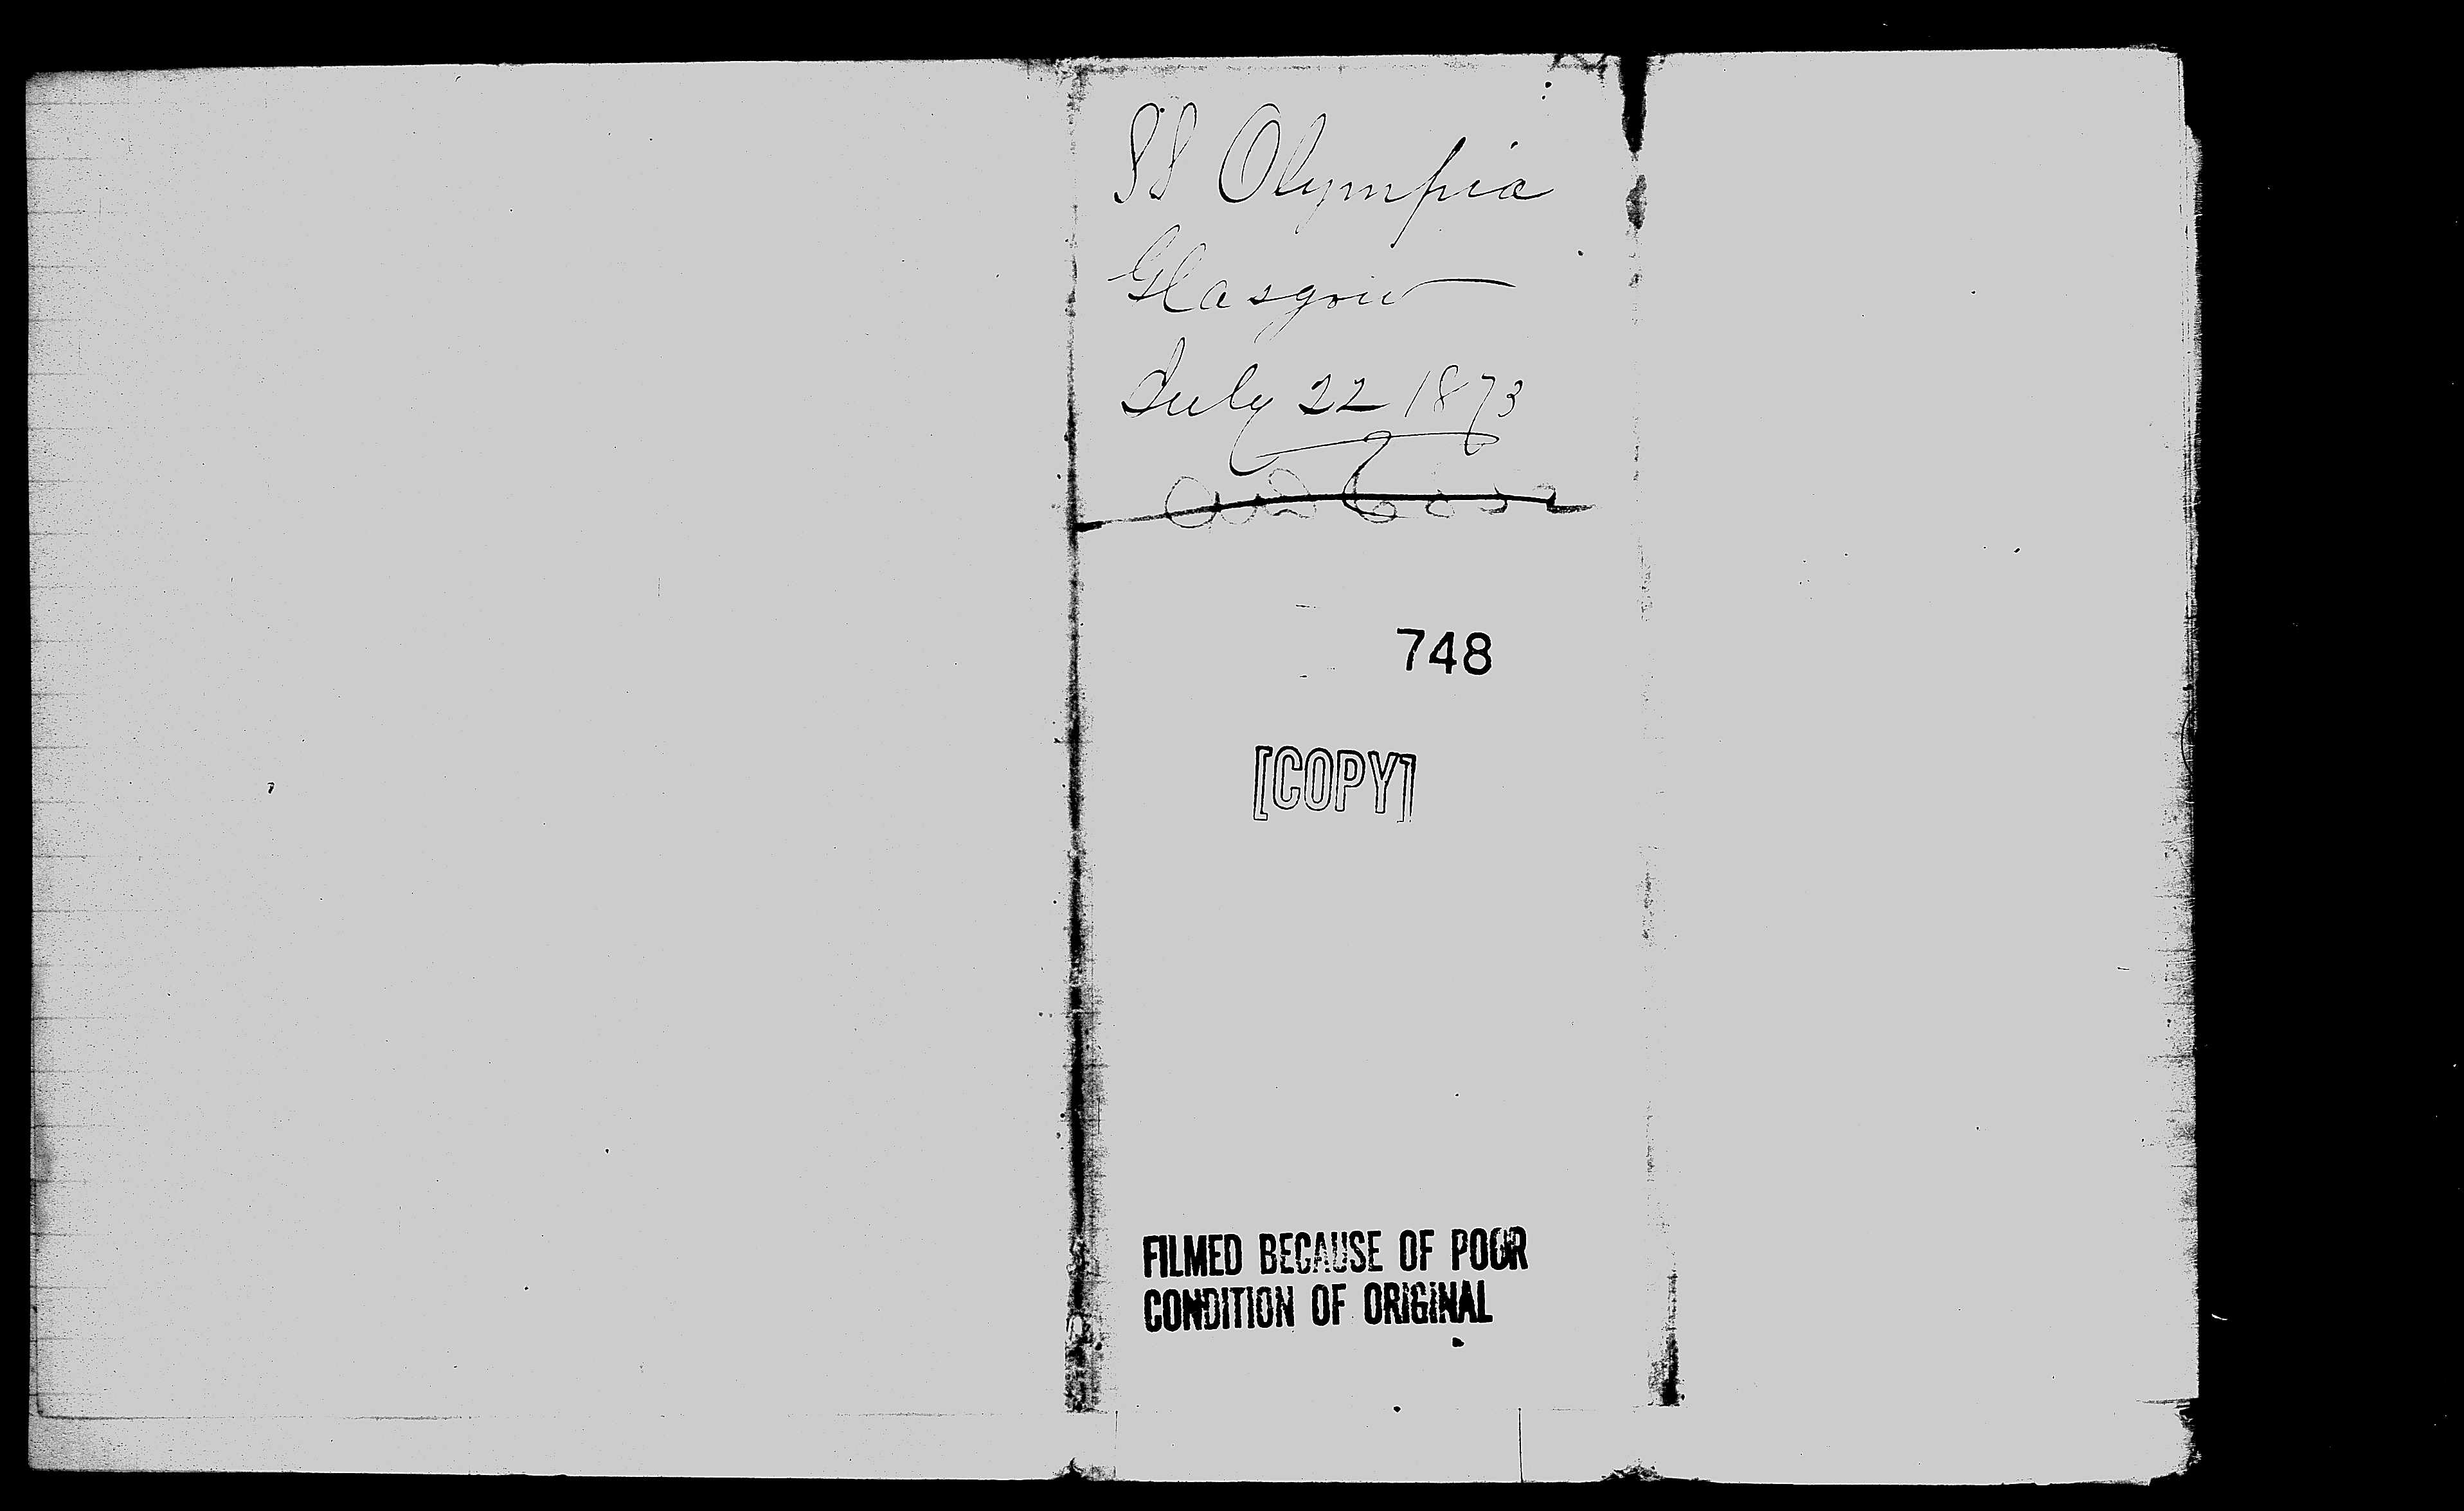 SS Olympia
Glasgow
July 22 1873
748
[COPY]
FILMED BECAUSE OF POOR
CONDITION OF ORIGINAL